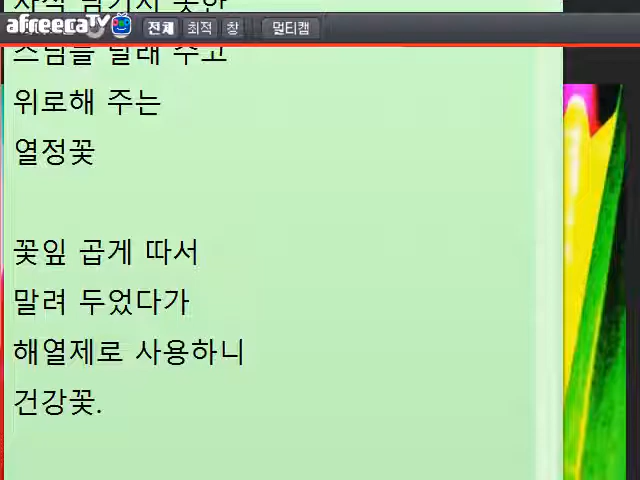 afreecaTV 전체 최적 창 멀티캠
위로해 주는
열정꽃
꽃잎 곱게 따서
말려 두었다가
해열제로 사용하니
건강꽃.